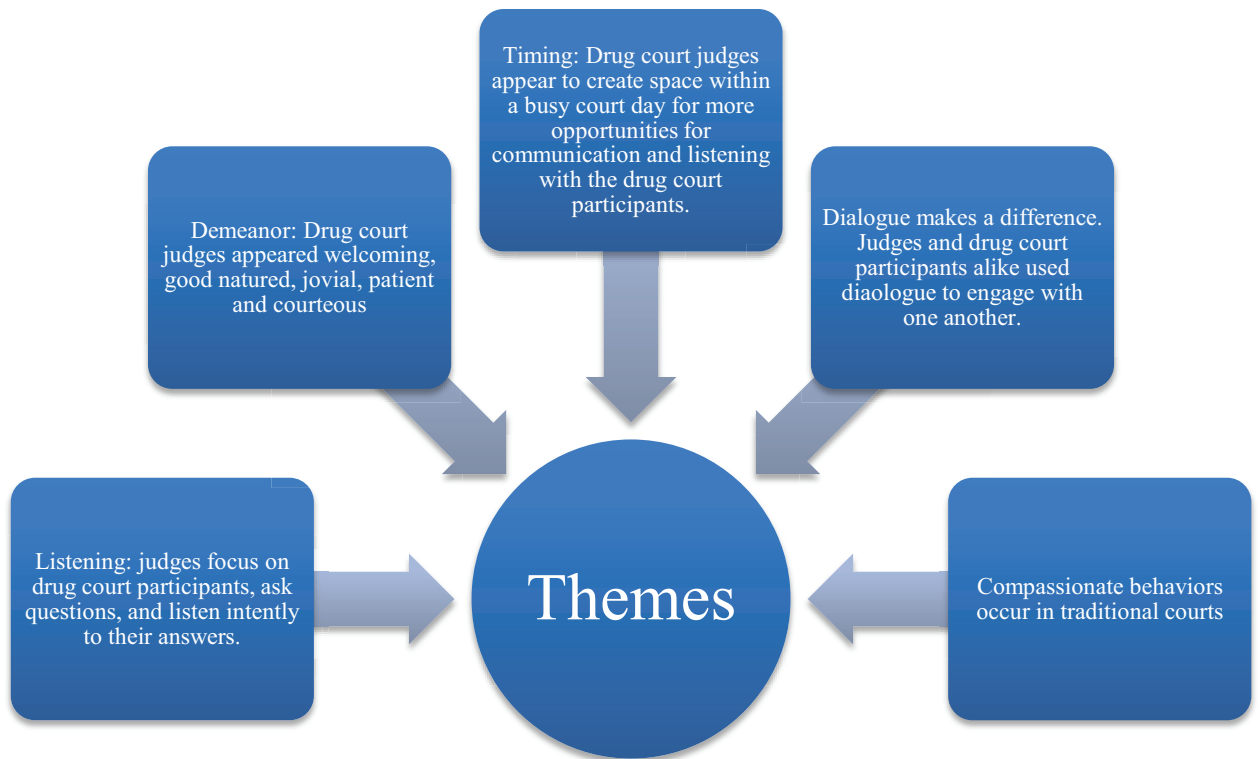 Timing: Drug court judges
appear to create space within
a busy court day for more
opportunities for
communication and listening
with the drug court
participants.
Demeanor: Drug court
judges appeared welcoming,
good natured, jovial, patient
and courteous
Dialogue makes a difference.
Judges and drug court
participants alike used
diaologue to engage with
one another.
Listening: judges focus on
drug court participants, ask
questions, and listen intently
to their answers.
Themes
Compassionate behaviors
occur in traditional courts